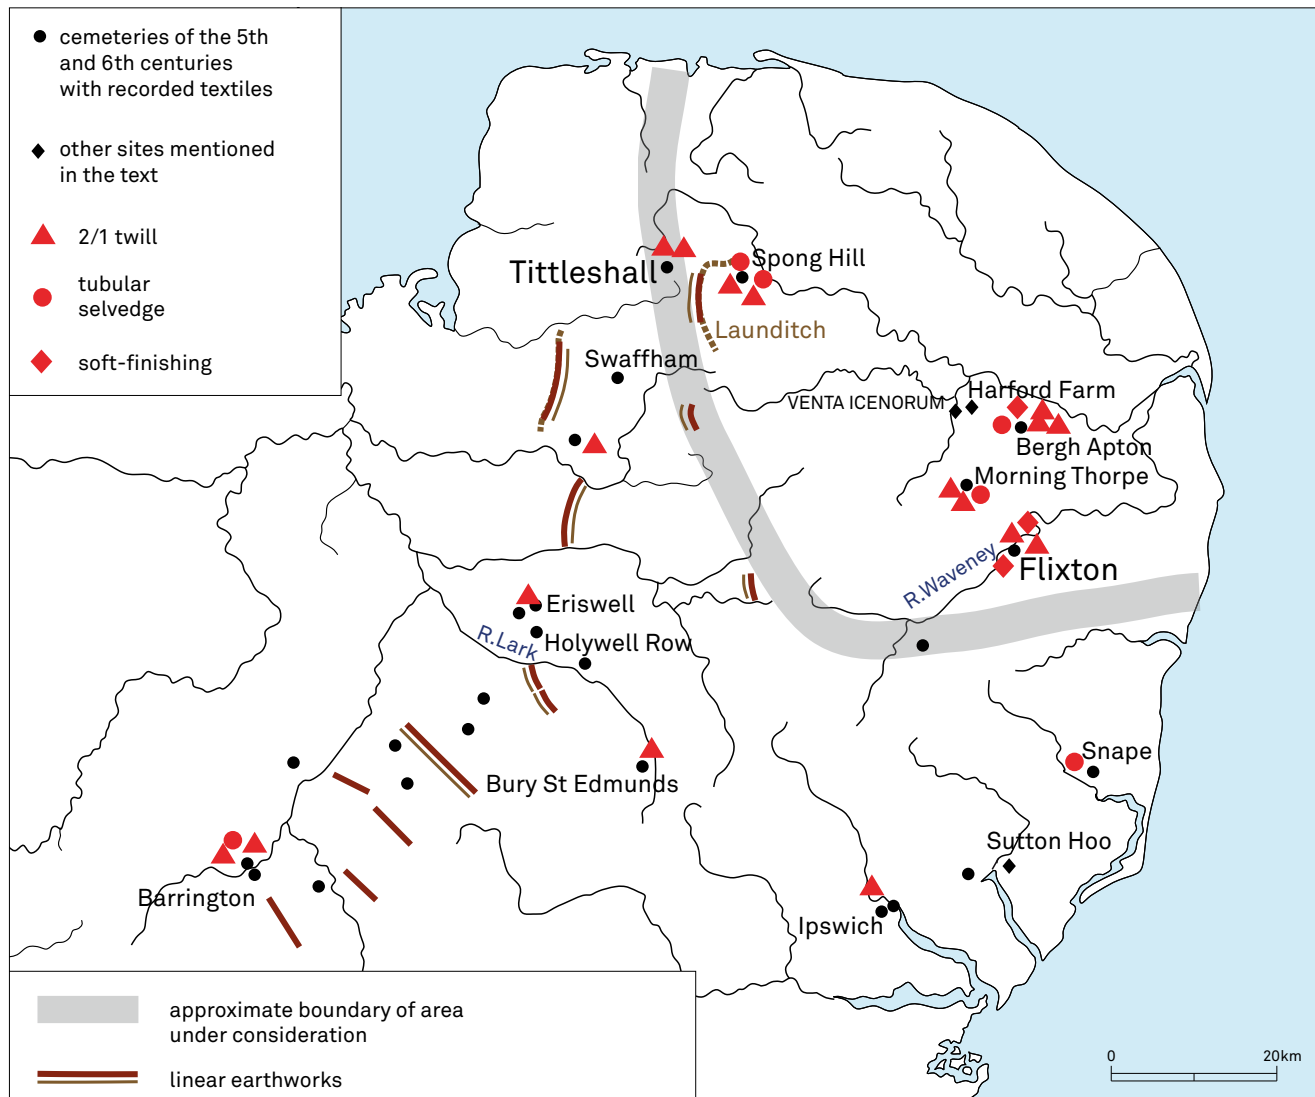 cemeteries of the 5th
and 6th centuries
with recorded textiles
other sites mentioned
in the text
2/1 twill
tubular
selvedge
soft-finishing
Tittleshall
Spong Hill
Launditch
Swaffham
VENTA ICENORUM
Harford Farm
Bergh Apton
Morning Thorpe
R.Waveney
Flixton
Eriswell
R.Lark
Holywell Row
Bury St Edmunds
Snape
Sutton Hoo
Barrington
Ipswich
approximate boundary of area
under consideration
linear earthworks
0 20km